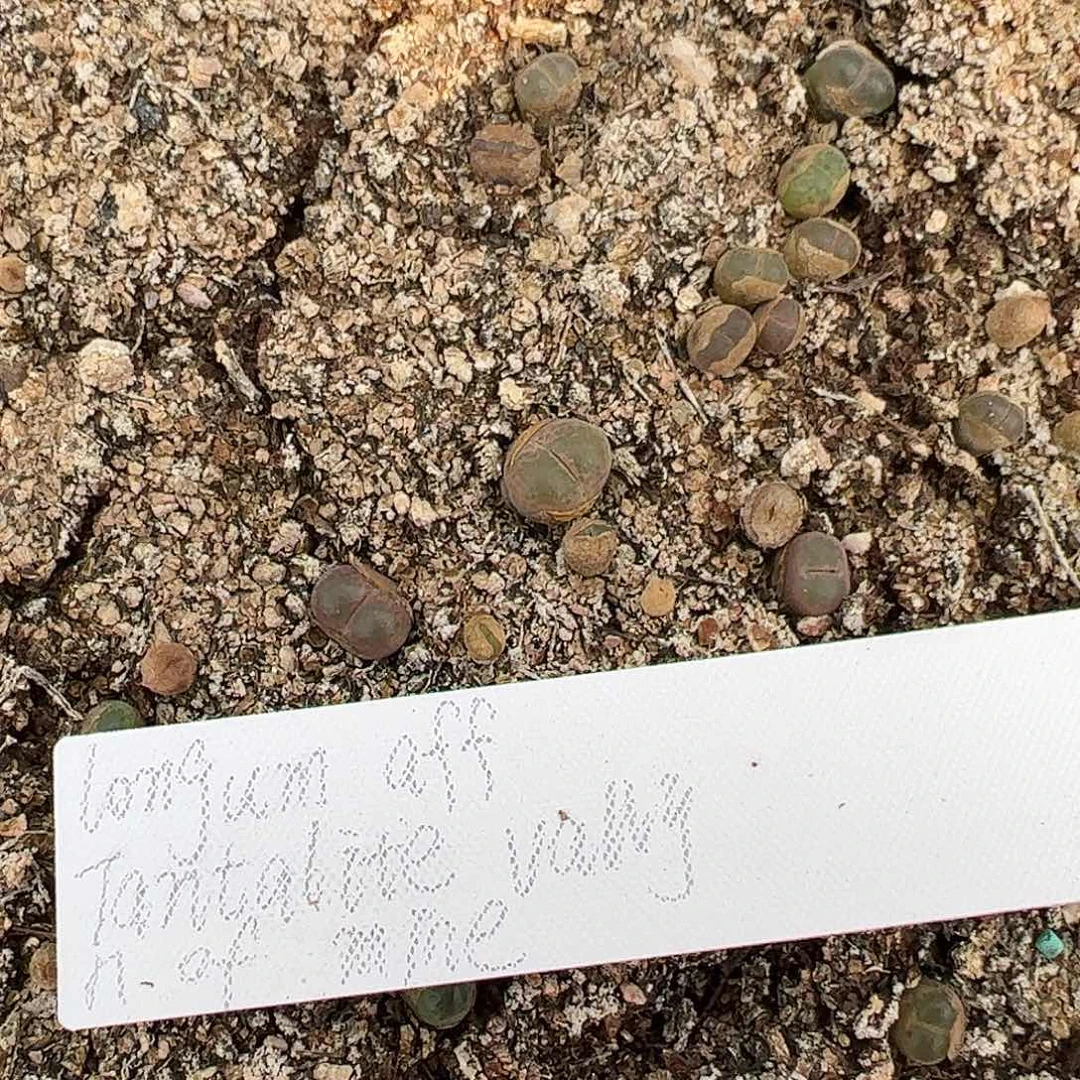 longum aff
Tantalite vally
n of mine